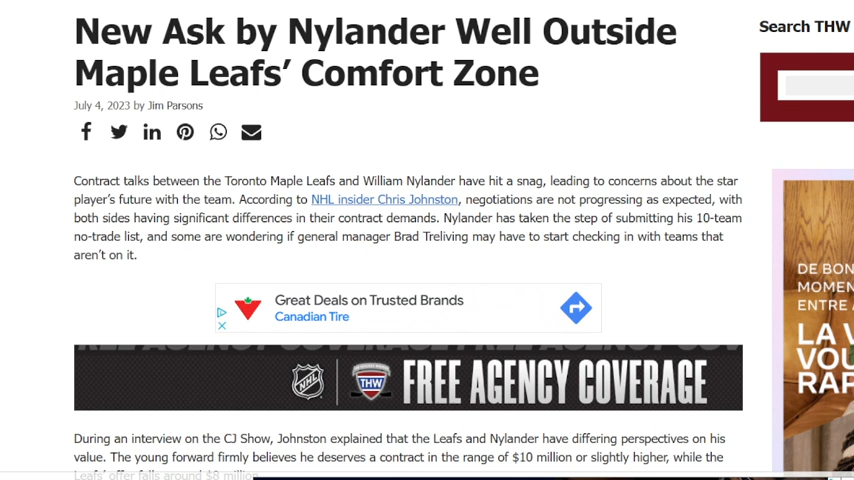 New Ask by Nylander Well Outside
Maple Leafs' Comfort Zone
Search THW
July 4, 2023 by Jim Parsons
Contract talks between the Toronto Maple Leafs and William Nylander have hit a snag, leading to concerns about the star
player's future with the team. According to NHL insider Chris Johnston, negotiations are not progressing as expected, with
both sides having significant differences in their contract demands. Nylander has taken the step of submitting his 10-team
no-trade list, and some are wondering if general manager Brad Treliving may have to start checking in with teams that
aren't on it.
Great Deals on Trusted Brands
Canadian Tire
NHL THW FREE AGENCY COVERAGE
During an interview on the CJ Show, Johnston explained that the Leafs and Nylander have differing perspectives on his
value. The young forward firmly believes he deserves a contract in the range of $10 million or slightly higher, while the
Leafs' offer falls around $8 million.
DE BON
MOMEN
ENTRE
LA V
VOU
RAP